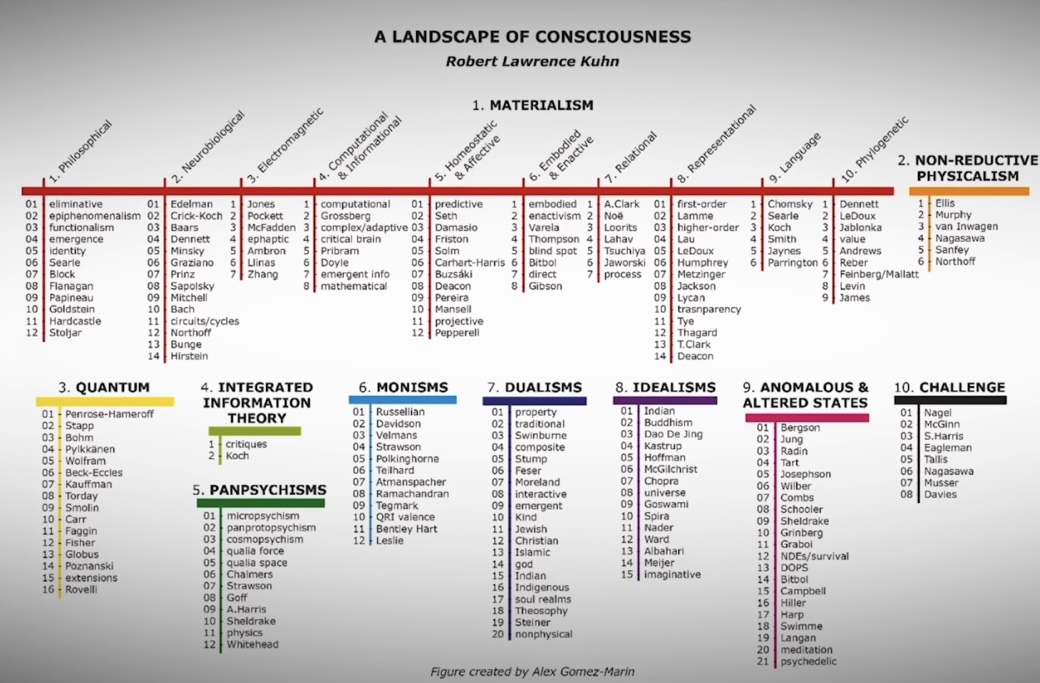 A LANDSCAPE OF CONSCIOUSNESS
Robert Lawrence Kuhn
1. MATERIALISM
1. Philosophical
01 eliminative
02 epiphenomenalism
03 functionalism
04 emergence
05 identity
06 Searle
07 Block
08 Flanagan
09 Papineau
10 Goldstein
11 Hardcastle
12 Stoljar
2. Neurobiological
01 Edelman
02 Crick-Koch
03 Baars
04 Dennett
05 Minsky
06 Graziano
07 Prinz
08 Sapolsky
09 Mitchell
10 Bach
11 circuits/cycles
12 Northoff
13 Bunge
14 Hirstein
3. Electromagnetic
1 Jones
2 Pockett
3 McFadden
4 ephaptic
5 Ambron
6 Llinas
7 Zhang
4. Computational
& Informational
1 computational
2 Grossberg
3 complex/adaptive
4 critical brain
5 Pribram
6 Doyle
7 emergent info
8 mathematical
5. Homeostatic
& Affective
01 predictive
02 Seth
03 Damasio
04 Friston
05 Solm
06 Carhart-Harris
07 Buzsáki
08 Deacon
09 Pereira
10 Mansell
11 projective
12 Pepperell
6. Embodied
& Enactive
1 embodied
2 enactivism
3 Varela
4 Thompson
5 blind spot
6 Bitbol
7 direct
8 Gibson
7. Relational
1 A.Clark
2 Noë
3 Loorits
4 Lahav
5 Tsuchiya
6 Jaworski
7 process
8. Representational
01 first-order
02 Lamme
03 higher-order
04 Lau
05 LeDoux
06 Humphrey
07 Metzinger
08 Jackson
09 Lycan
10 trasnparency
11 Tye
12 Thagard
13 T.Clark
14 Deacon
9. Language
1 Chomsky
2 Searle
3 Koch
4 Smith
5 Jaynes
6 Parrington
10. Phylogenetic
1 Dennett
2 LeDoux
3 Jablonka
4 value
5 Andrews
6 Reber
7 Feinberg/Mallatt
8 Levin
9 James
2. NON-REDUCTIVE
PHYSICALISM
1 Ellis
2 Murphy
3 van Inwagen
4 Nagasawa
5 Sanfey
6 Northoff
3. QUANTUM
01 Penrose-Hameroff
02 Stapp
03 Bohm
04 Pylkkänen
05 Wolfram
06 Beck-Eccles
07 Kauffman
08 Torday
09 Smolin
10 Carr
11 Faggin
12 Fisher
13 Globus
14 Poznanski
15 extensions
16 Rovelli
4. INTEGRATED
INFORMATION
THEORY
1 critiques
2 Koch
5. PANPSYCHISMS
01 micropsychism
02 panprotopsychism
03 cosmopsychism
04 qualia force
05 qualia space
06 Chalmers
07 Strawson
08 Goff
09 A.Harris
10 Sheldrake
11 physics
12 Whitehead
6. MONISMS
01 Russellian
02 Davidson
03 Velmans
04 Strawson
05 Polkinghorne
06 Teilhard
07 Atmanspacher
08 Ramachandran
09 Tegmark
10 QRI valence
11 Bentley Hart
12 Leslie
7. DUALISMS
01 property
02 traditional
03 Swinburne
04 composite
05 Stump
06 Feser
07 Moreland
08 interactive
09 emergent
10 Kind
11 Jewish
12 Christian
13 Islamic
14 god
15 Indian
16 Indigenous
17 soul realms
18 Theosophy
19 Steiner
20 nonphysical
8. IDEALISMS
01 Indian
02 Buddhism
03 Dao De Jing
04 Kastrup
05 Hoffman
06 McGilchrist
07 Chopra
08 universe
09 Goswami
10 Spira
11 Nader
12 Ward
13 Albahari
14 Meijer
15 imaginative
9. ANOMALOUS &
ALTERED STATES
01 Bergson
02 Jung
03 Radin
04 Tart
05 Josephson
06 Wilber
07 Combs
08 Schooler
09 Sheldrake
10 Grinberg
11 Graboi
12 NDEs/survival
13 DOPS
14 Bitbol
15 Campbell
16 Hiller
17 Harp
18 Swimme
19 Langan
20 meditation
21 psychedelic
10. CHALLENGE
01 Nagel
02 McGinn
03 S.Harris
04 Eagleman
05 Tallis
06 Nagasawa
07 Musser
08 Davies
Figure created by Alex Gomez-Marin